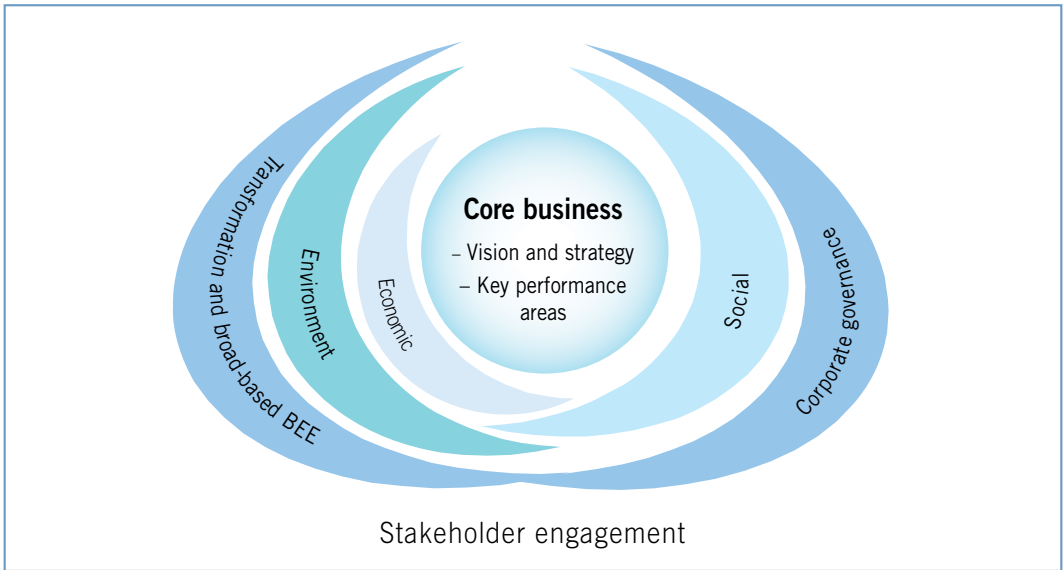 Transformation and broad-based BEE
Environment
Economic
Core business
– Vision and strategy
– Key performance
areas
Social
Corporate governance
Stakeholder engagement